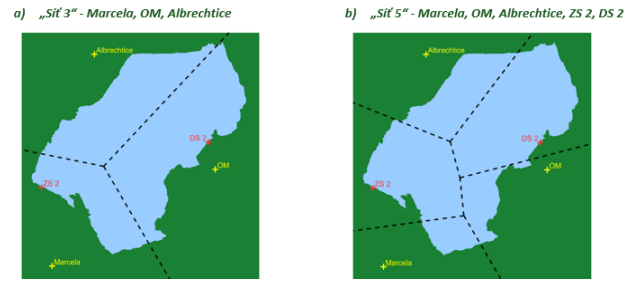 a) „Síť 3“ - Marcela, OM, Albrechtice
b) „Síť 5“ - Marcela, OM, Albrechtice, ZS 2, DS 2
Albrechtice
DS 2
OM
ZS 2
Marcela
Albrechtice
DS 2
OM
ZS 2
Marcela